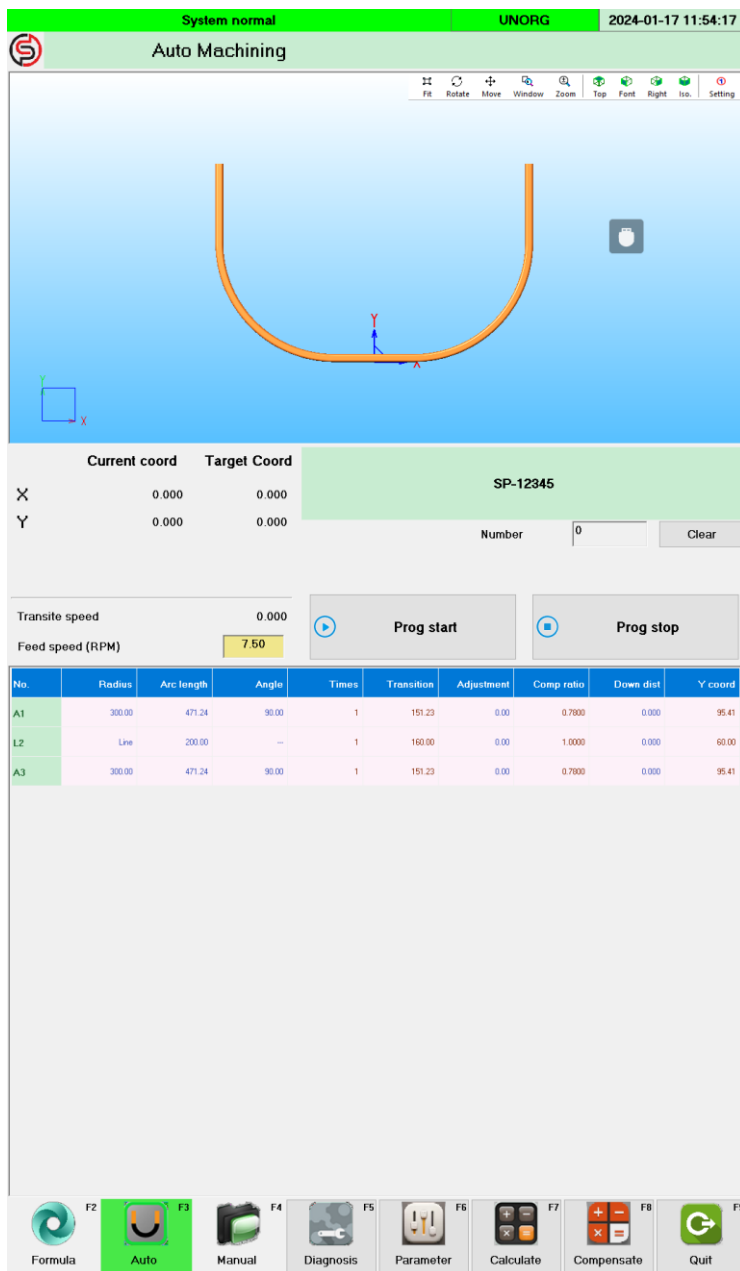 System normal UNORG 2024-01-17 11:54:17
Auto Machining
Fit Rotate Move Window Zoom Top Font Right Iso. Setting
Y
X
Y
X
Current coord Target Coord
SP-12345
X 0.000 0.000
Y 0.000 0.000
Number 0 Clear
Transite speed 0.000
Prog start Prog stop
Feed speed (RPM) 7.50
No. Radius Arc length Angle Times Transition Adjustment Comp ratio Down dist Y coord
A1 300.00 471.24 90.00 1 151.23 0.00 0.7800 0.000 95.41
L2 Line 200.00 -- 1 160.00 0.00 1.0000 0.000 60.00
A3 300.00 471.24 90.00 1 151.23 0.00 0.7800 0.000 95.41
F2 F3 F4 F5 F6 F7 F8
Formula Auto Manual Diagnosis Parameter Calculate Compensate Quit